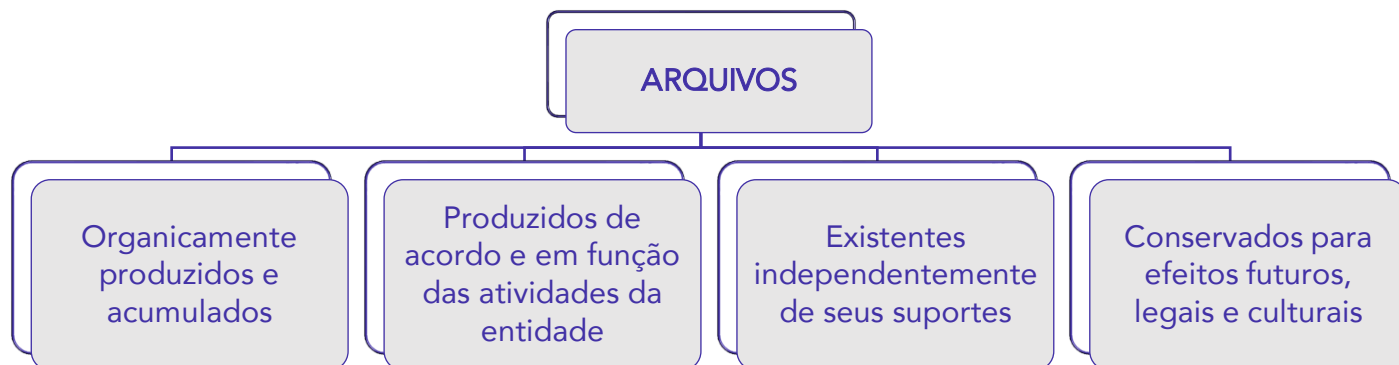 ARQUIVOS
Organicamente
produzidos e
acumulados
Produzidos de
acordo e em função
das atividades da
entidade
Existentes
independentemente
de seus suportes
Conservados para
efeitos futuros,
legais e culturais